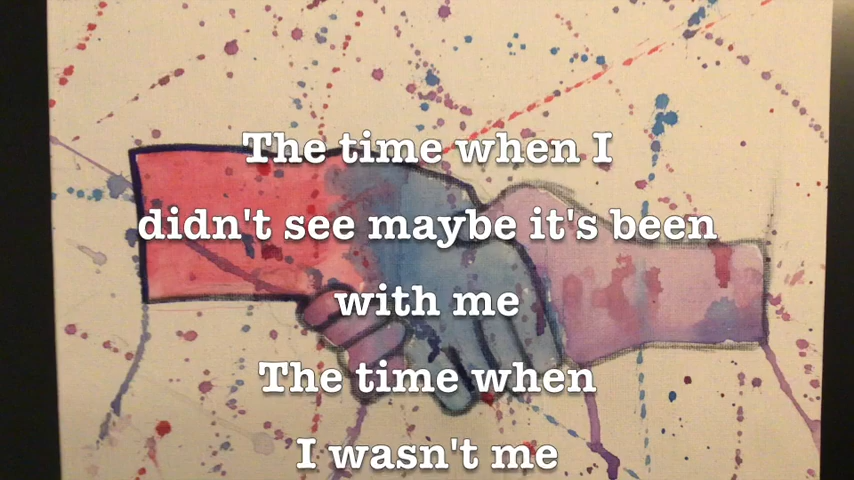 The time when I
didn't see maybe it's been
with me
The time when
I wasn't me